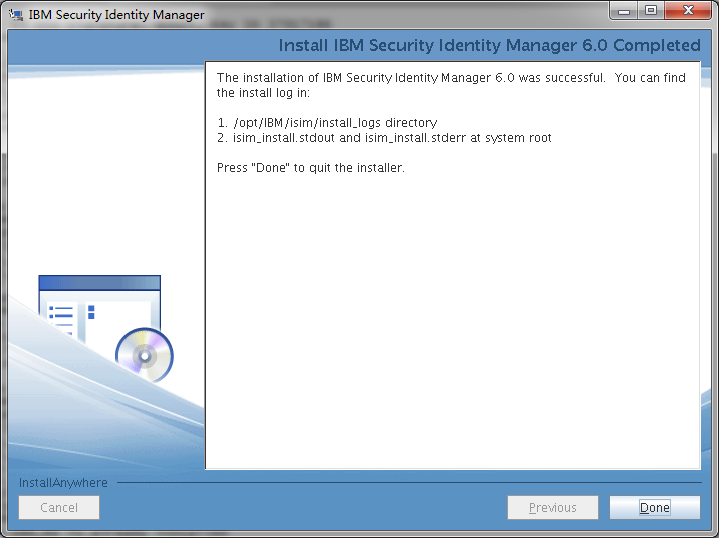 IBM Security Identity Manager
Install IBM Security Identity Manager 6.0 Completed
The installation of IBM Security Identity Manager 6.0 was successful.  You can find
the install log in:
1. /opt/IBM/isim/install_logs directory
2. isim_install.stdout and isim_install.stderr at system root
Press "Done" to quit the installer.
InstallAnywhere
Cancel
Previous
Done